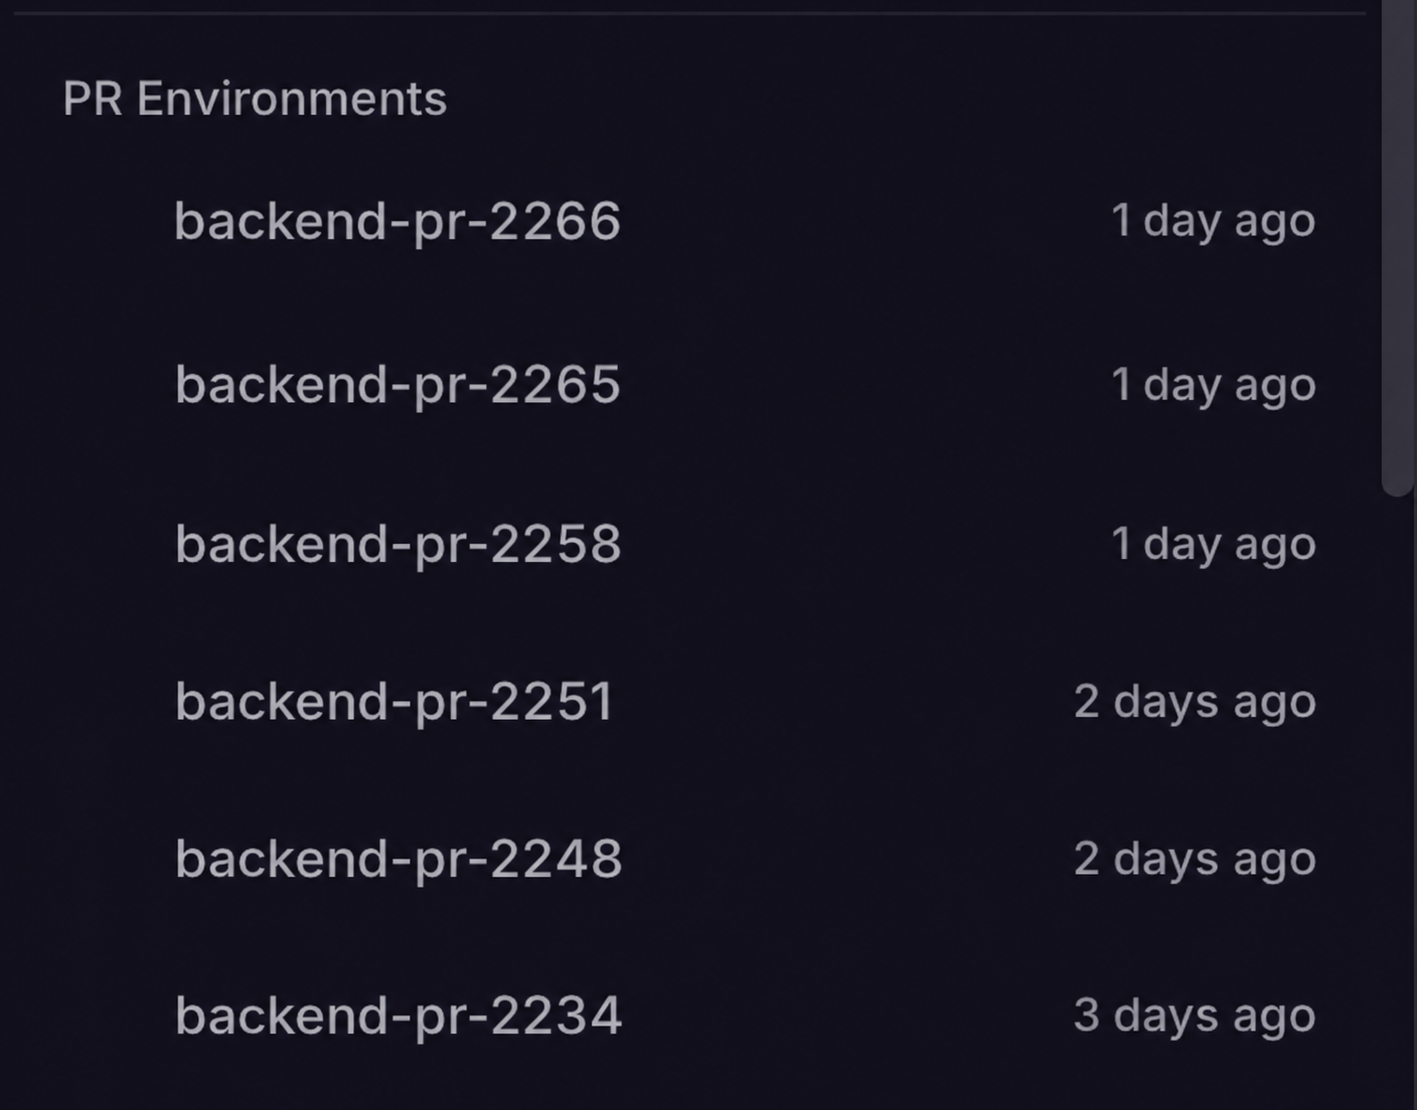 PR Environments
backend-pr-2266 1 day ago
backend-pr-2265 1 day ago
backend-pr-2258 1 day ago
backend-pr-2251 2 days ago
backend-pr-2248 2 days ago
backend-pr-2234 3 days ago